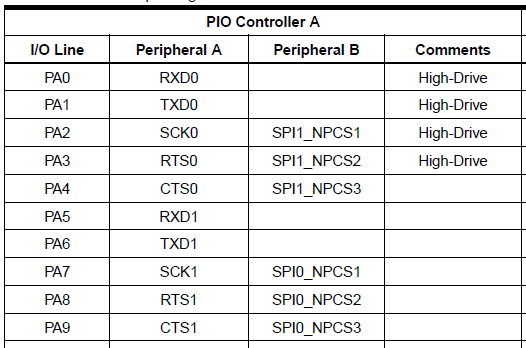 PIO Controller A
I/O Line Peripheral A Peripheral B Comments
PA0 RXD0 High-Drive
PA1 TXD0 High-Drive
PA2 SCK0 SPI1_NPCS1 High-Drive
PA3 RTS0 SPI1_NPCS2 High-Drive
PA4 CTS0 SPI1_NPCS3
PA5 RXD1
PA6 TXD1
PA7 SCK1 SPI0_NPCS1
PA8 RTS1 SPI0_NPCS2
PA9 CTS1 SPI0_NPCS3